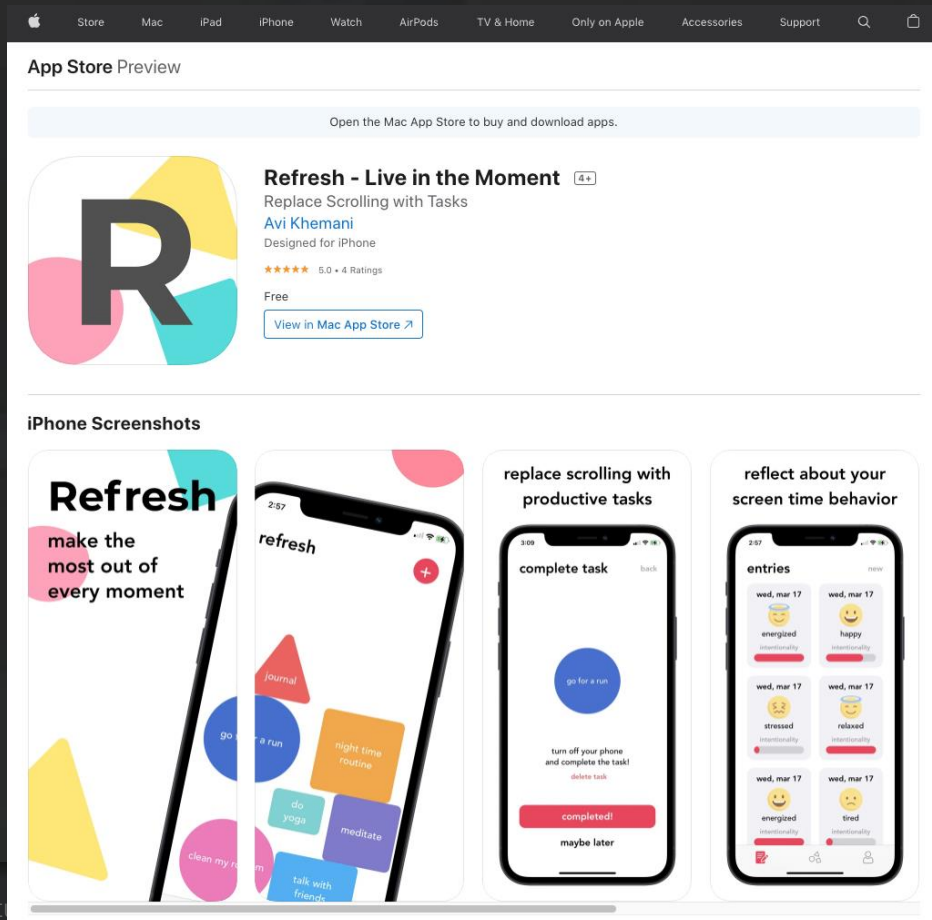 Store Mac iPad iPhone Watch AirPods TV & Home Only on Apple Accessories Support
App Store Preview
Open the Mac App Store to buy and download apps.
R
Refresh - Live in the Moment 4+
Replace Scrolling with Tasks
Avi Khemani
Designed for iPhone
5.0 • 4 Ratings
Free
View in Mac App Store ↗
iPhone Screenshots
Refresh
make the
most out of
every moment
2:57
refresh
+
journal
go for a run
night time
routine
do
yoga
meditate
clean my room
talk with
friends
replace scrolling with
productive tasks
3:09
complete task back
go for a run
turn off your phone
and complete the task!
delete task
completed!
maybe later
reflect about your
screen time behavior
2:57
entries new
wed, mar 17 wed, mar 17
energized happy
intentionality intentionality
wed, mar 17 wed, mar 17
stressed relaxed
intentionality intentionality
wed, mar 17 wed, mar 17
energized tired
intentionality intentionality